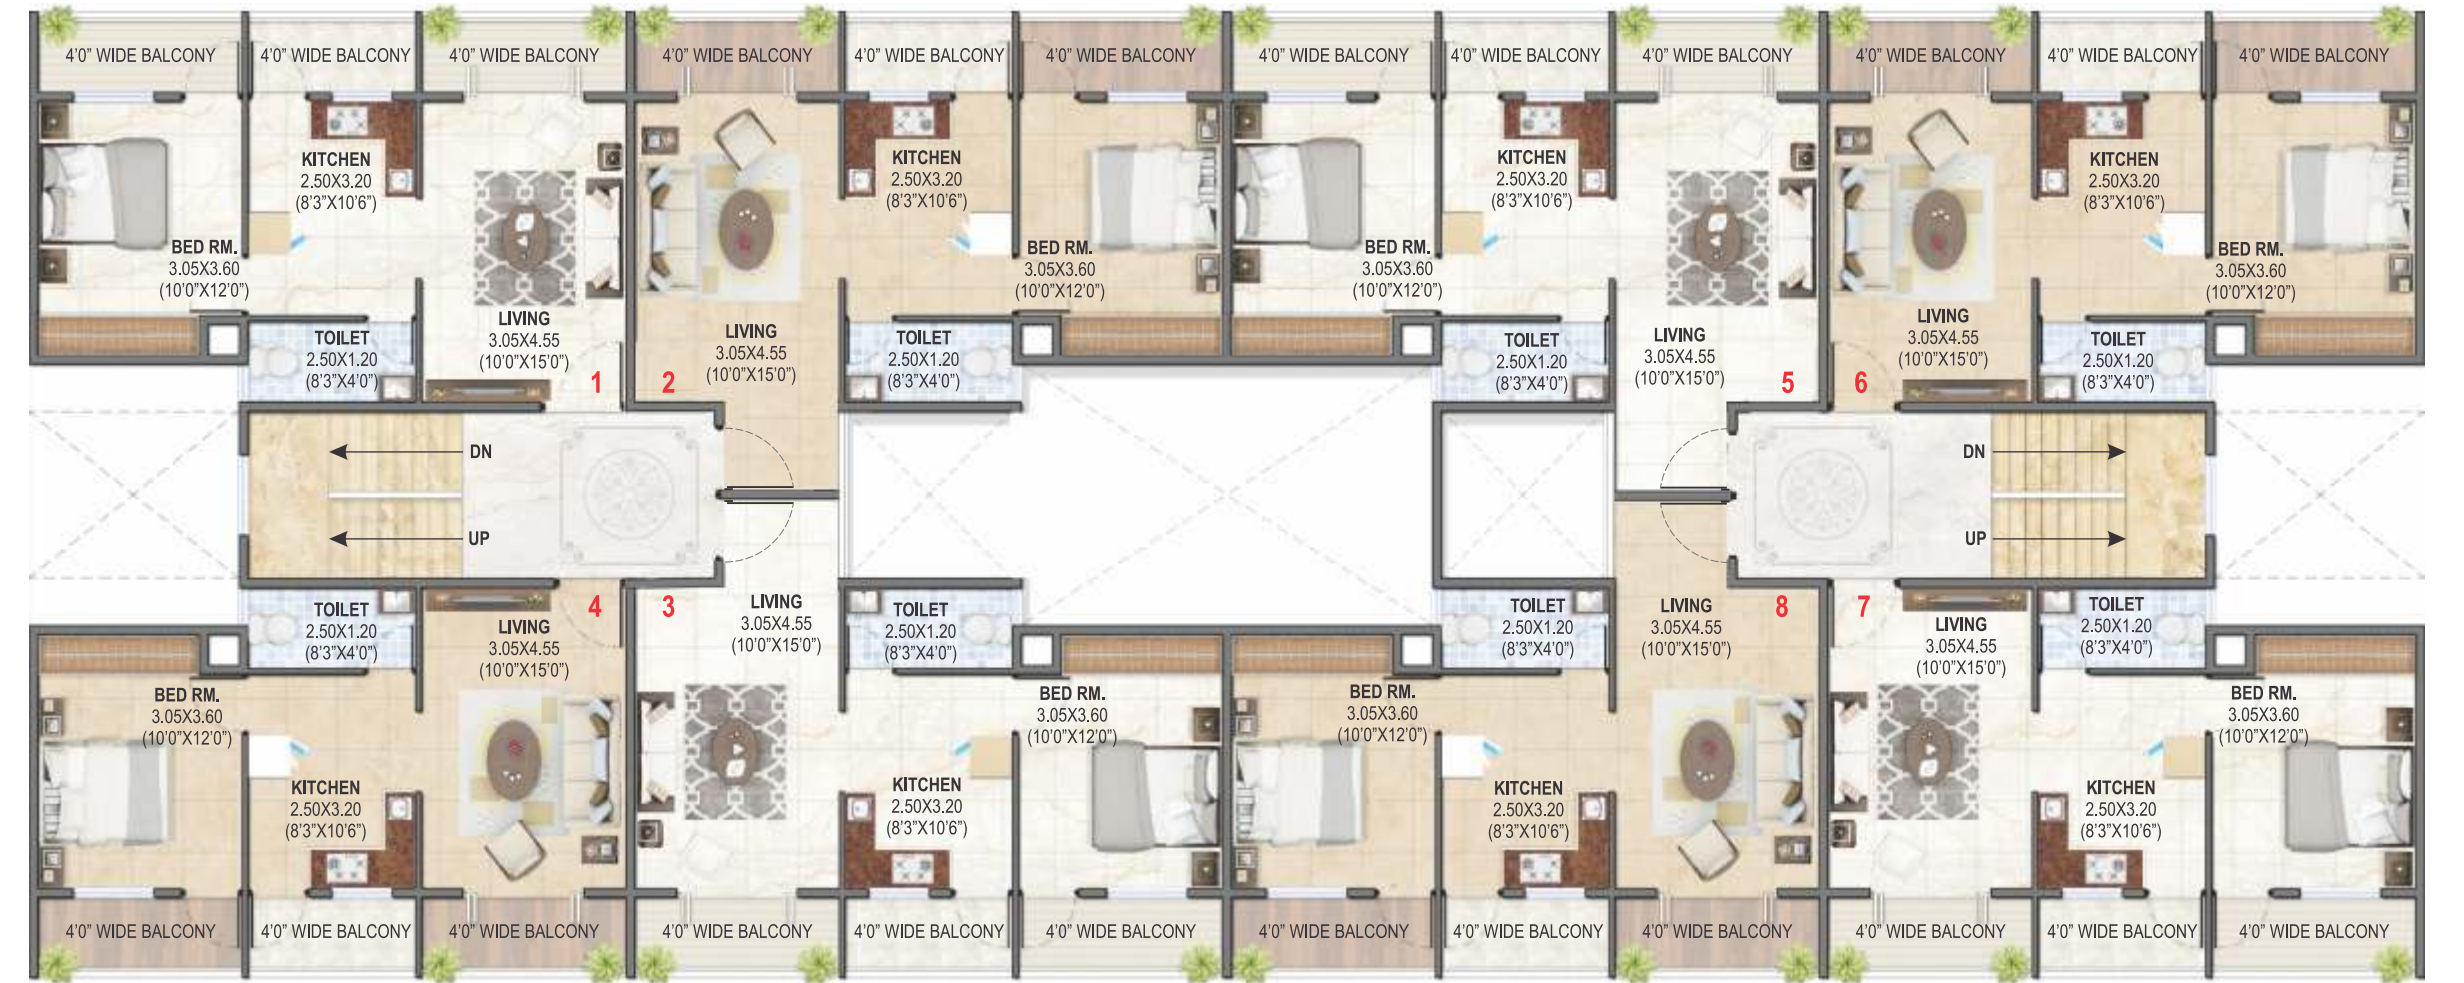 4'0" WIDE BALCONY
4'0" WIDE BALCONY
4'0" WIDE BALCONY
4'0" WIDE BALCONY
4'0" WIDE BALCONY
4'0" WIDE BALCONY
4'0" WIDE BALCONY
4'0" WIDE BALCONY
4'0" WIDE BALCONY
4'0" WIDE BALCONY
4'0" WIDE BALCONY
4'0" WIDE BALCONY
BED RM.
3.05X3.60
(10'0"X12'0")
KITCHEN
2.50X3.20
(8'3"X10'6")
TOILET
2.50X1.20
(8'3"X4'0")
LIVING
3.05X4.55
(10'0"X15'0")
1
2
LIVING
3.05X4.55
(10'0"X15'0")
KITCHEN
2.50X3.20
(8'3"X10'6")
TOILET
2.50X1.20
(8'3"X4'0")
BED RM.
3.05X3.60
(10'0"X12'0")
BED RM.
3.05X3.60
(10'0"X12'0")
KITCHEN
2.50X3.20
(8'3"X10'6")
TOILET
2.50X1.20
(8'3"X4'0")
LIVING
3.05X4.55
(10'0"X15'0")
5
6
LIVING
3.05X4.55
(10'0"X15'0")
KITCHEN
2.50X3.20
(8'3"X10'6")
TOILET
2.50X1.20
(8'3"X4'0")
BED RM.
3.05X3.60
(10'0"X12'0")
DN
UP
DN
UP
TOILET
2.50X1.20
(8'3"X4'0")
LIVING
3.05X4.55
(10'0"X15'0")
4
BED RM.
3.05X3.60
(10'0"X12'0")
KITCHEN
2.50X3.20
(8'3"X10'6")
3
LIVING
3.05X4.55
(10'0"X15'0")
TOILET
2.50X1.20
(8'3"X4'0")
KITCHEN
2.50X3.20
(8'3"X10'6")
BED RM.
3.05X3.60
(10'0"X12'0")
BED RM.
3.05X3.60
(10'0"X12'0")
TOILET
2.50X1.20
(8'3"X4'0")
KITCHEN
2.50X3.20
(8'3"X10'6")
LIVING
3.05X4.55
(10'0"X15'0")
8
7
LIVING
3.05X4.55
(10'0"X15'0")
TOILET
2.50X1.20
(8'3"X4'0")
KITCHEN
2.50X3.20
(8'3"X10'6")
BED RM.
3.05X3.60
(10'0"X12'0")
4'0" WIDE BALCONY
4'0" WIDE BALCONY
4'0" WIDE BALCONY
4'0" WIDE BALCONY
4'0" WIDE BALCONY
4'0" WIDE BALCONY
4'0" WIDE BALCONY
4'0" WIDE BALCONY
4'0" WIDE BALCONY
4'0" WIDE BALCONY
4'0" WIDE BALCONY
4'0" WIDE BALCONY